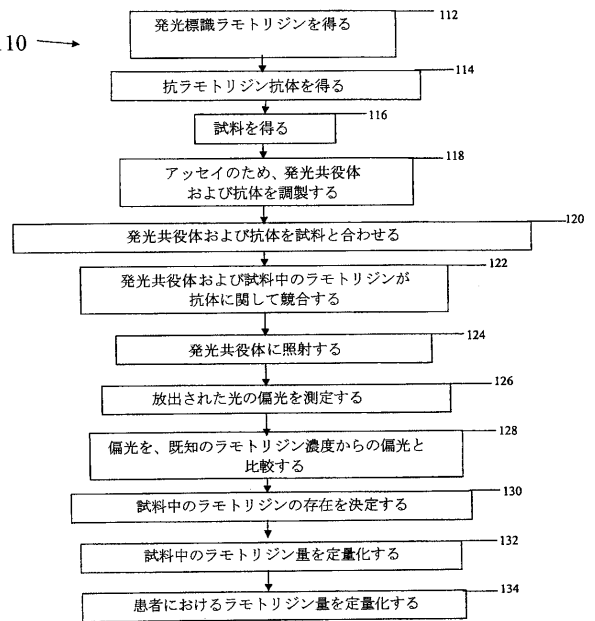 110
発光標識ラモトリジンを得る
112
抗ラモトリジン抗体を得る
114
試料を得る
116
アッセイのため、発光共役体
および抗体を調製する
118
発光共役体および抗体を試料と合わせる
120
発光共役体および試料中のラモトリジンが
抗体に関して競合する
122
発光共役体に照射する
124
放出された光の偏光を測定する
126
偏光を、既知のラモトリジン濃度からの偏光と
比較する
128
試料中のラモトリジンの存在を決定する
130
試料中のラモトリジン量を定量化する
132
患者におけるラモトリジン量を定量化する
134